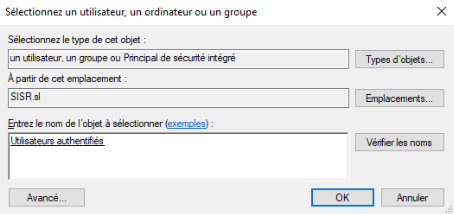 Sélectionnez un utilisateur, un ordinateur ou un groupe
Sélectionnez le type de cet objet :
un utilisateur, un groupe ou Principal de sécurité intégré
Types d'objets...
À partir de cet emplacement :
SISR.sl
Emplacements...
Entrez le nom de l'objet à sélectionner (exemples) :
Utilisateurs authentifiés
Vérifier les noms
Avancé...
OK
Annuler